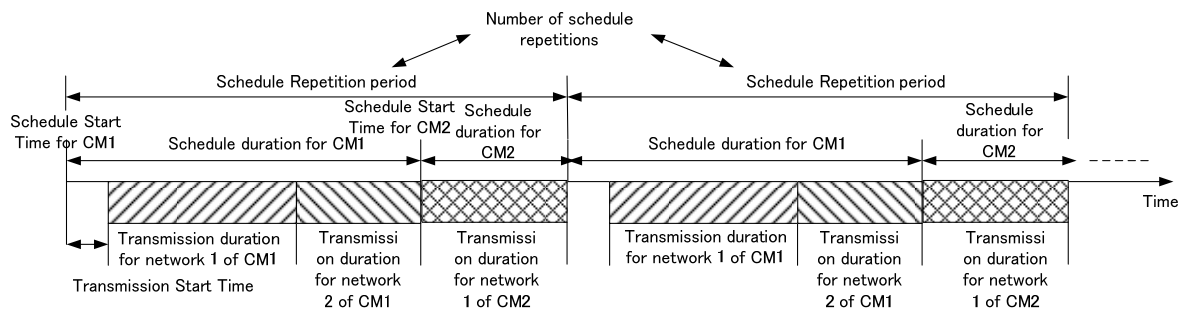 Number of schedule
repetitions
Schedule Repetition period
Schedule Repetition period
Schedule Start
Time for CM1
Schedule duration for CM1
Schedule Start
Time for CM2
Schedule
duration for
CM2
Schedule duration for CM1
Schedule
duration for
CM2
Time
Transmission duration
for network 1 of CM1
Transmissi
on duration
for network
2 of CM1
Transmissi
on duration
for network
1 of CM2
Transmission duration
for network 1 of CM1
Transmissi
on duration
for network
2 of CM1
Transmissi
on duration
for network
1 of CM2
Transmission Start Time